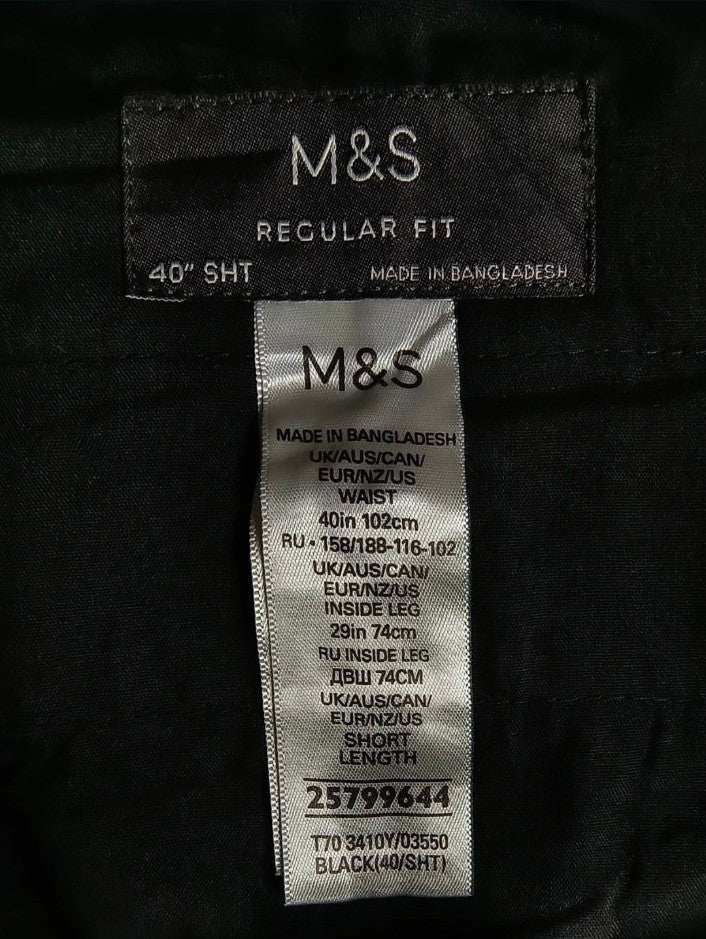 M&S
REGULAR FIT
40" SHT MADE IN BANGLADESH
M&S
MADE IN BANGLADESH
UK/AUS/CAN/
EUR/NZ/US
WAIST
40in 102cm
RU • 158/188-116-102
UK/AUS/CAN/
EUR/NZ/US
INSIDE LEG
29in 74cm
RU INSIDE LEG
ДВШ 74CM
UK/AUS/CAN/
EUR/NZ/US
SHORT
LENGTH
25799644
T70 3410Y/03550
BLACK(40/SHT)